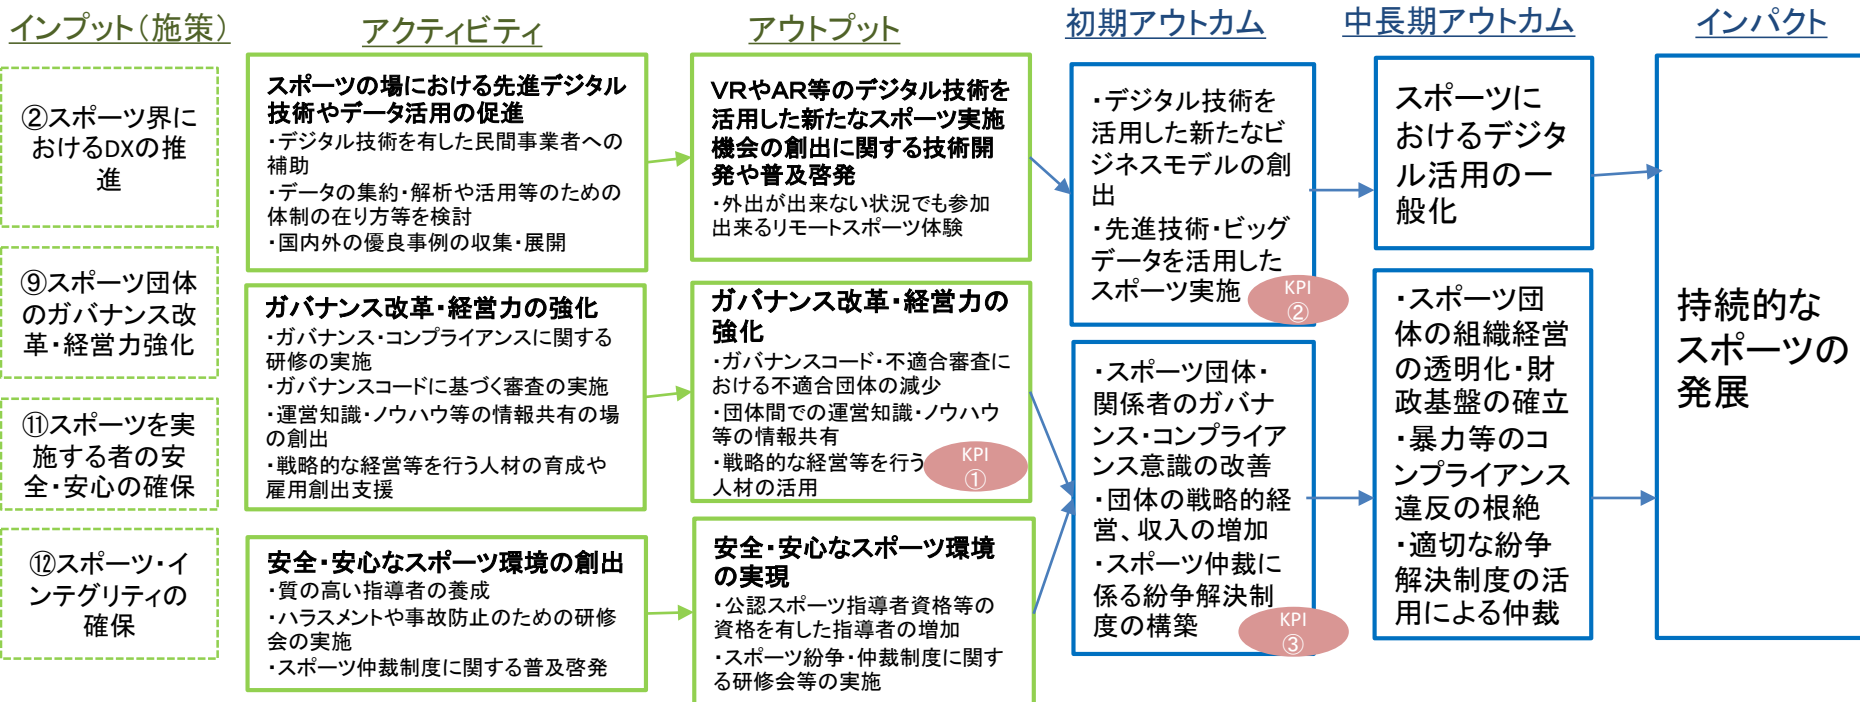 インプット（施策）
②スポーツ界に
おけるDXの推
進
⑨スポーツ団体
のガバナンス改
革・経営力強化
⑪スポーツを実
施する者の安
全・安心の確保
⑫スポーツ・イ
ンテグリティの
確保
アクティビティ
スポーツの場における先進デジタル
技術やデータ活用の促進
・デジタル技術を有した民間事業者への
補助
・データの集約・解析や活用等のための
体制の在り方等を検討
・国内外の優良事例の収集・展開
ガバナンス改革・経営力の強化
・ガバナンス・コンプライアンスに関する
研修の実施
・ガバナンスコードに基づく審査の実施
・運営知識・ノウハウ等の情報共有の場
の創出
・戦略的な経営等を行う人材の育成や
雇用創出支援
安全・安心なスポーツ環境の創出
・質の高い指導者の養成
・ハラスメントや事故防止のための研修
会の実施
・スポーツ仲裁制度に関する普及啓発
アウトプット
VRやAR等のデジタル技術を
活用した新たなスポーツ実施
機会の創出に関する技術開
発や普及啓発
・外出が出来ない状況でも参加
出来るリモートスポーツ体験
ガバナンス改革・経営力の
強化
・ガバナンスコード・不適合審査に
おける不適合団体の減少
・団体間での運営知識・ノウハウ
等の情報共有
・戦略的な経営等を行う
人材の活用
KPI
①
安全・安心なスポーツ環境
の実現
・公認スポーツ指導者資格等の
資格を有した指導者の増加
・スポーツ紛争・仲裁制度に関す
る研修会等の実施
初期アウトカム
・デジタル技術を
活用した新たなビ
ジネスモデルの創
出
・先進技術・ビッグ
データを活用した
スポーツ実施
KPI
②
・スポーツ団体・
関係者のガバナ
ンス・コンプライア
ンス意識の改善
・団体の戦略的経
営、収入の増加
・スポーツ仲裁に
係る紛争解決制
度の構築
KPI
③
中長期アウトカム
スポーツに
おけるデジタ
ル活用の一
般化
・スポーツ団
体の組織経営
の透明化・財
政基盤の確立
・暴力等のコ
ンプライアンス
違反の根絶
・適切な紛争
解決制度の活
用による仲裁
インパクト
持続的な
スポーツの
発展